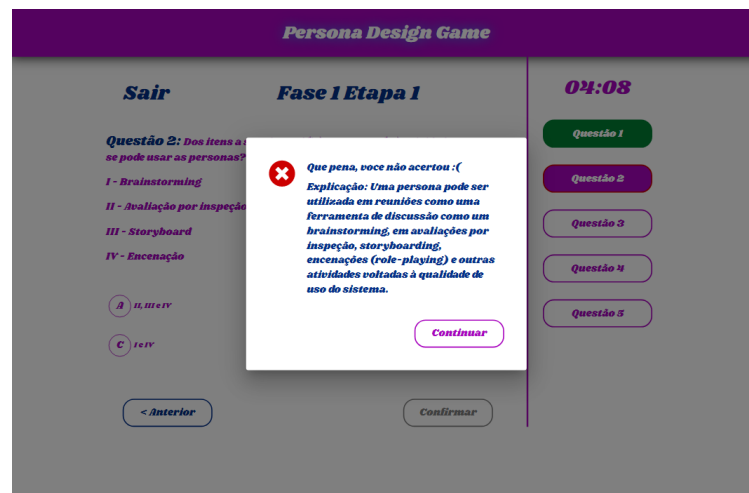 Persona Design Game
Sair
Fase 1 Etapa 1
04:08
Questão 2: Dos itens a
se pode usar as personas?
I - Brainstorming
II - Avaliação por inspeção
III - Storyboard
IV - Encenação
A II, III e IV
C I e IV
< Anterior
Confirmar
Que pena, voce não acertou :(
Explicação: Uma persona pode ser
utilizada em reuniões como uma
ferramenta de discussão como um
brainstorming, em avaliações por
inspeção, storyboarding,
encenações (role-playing) e outras
atividades voltadas à qualidade de
uso do sistema.
Continuar
Questão 1
Questão 2
Questão 3
Questão 4
Questão 5